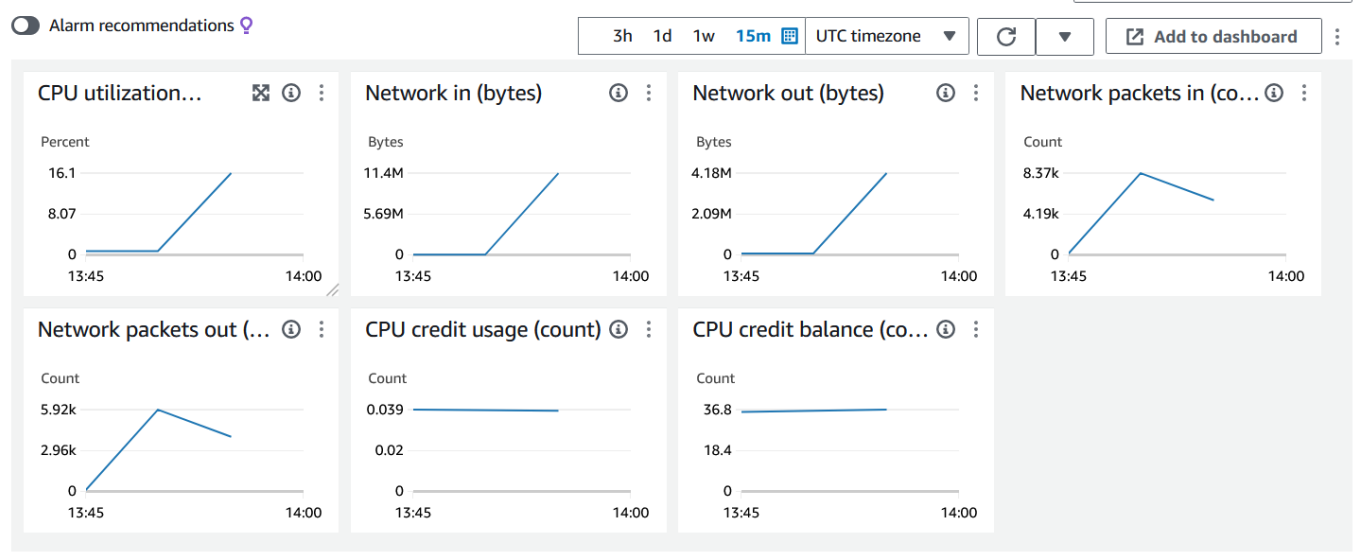 Alarm recommendations
3h 1d 1w 15m UTC timezone Add to dashboard
CPU utilization…
Percent
16.1
8.07
0
13:45 14:00
Network in (bytes)
Bytes
11.4M
5.69M
0
13:45 14:00
Network out (bytes)
Bytes
4.18M
2.09M
0
13:45 14:00
Network packets in (co…
Count
8.37k
4.19k
0
13:45 14:00
Network packets out (…
Count
5.92k
2.96k
0
13:45 14:00
CPU credit usage (count)
Count
0.039
0.02
0
13:45 14:00
CPU credit balance (co…
Count
36.8
18.4
0
13:45 14:00